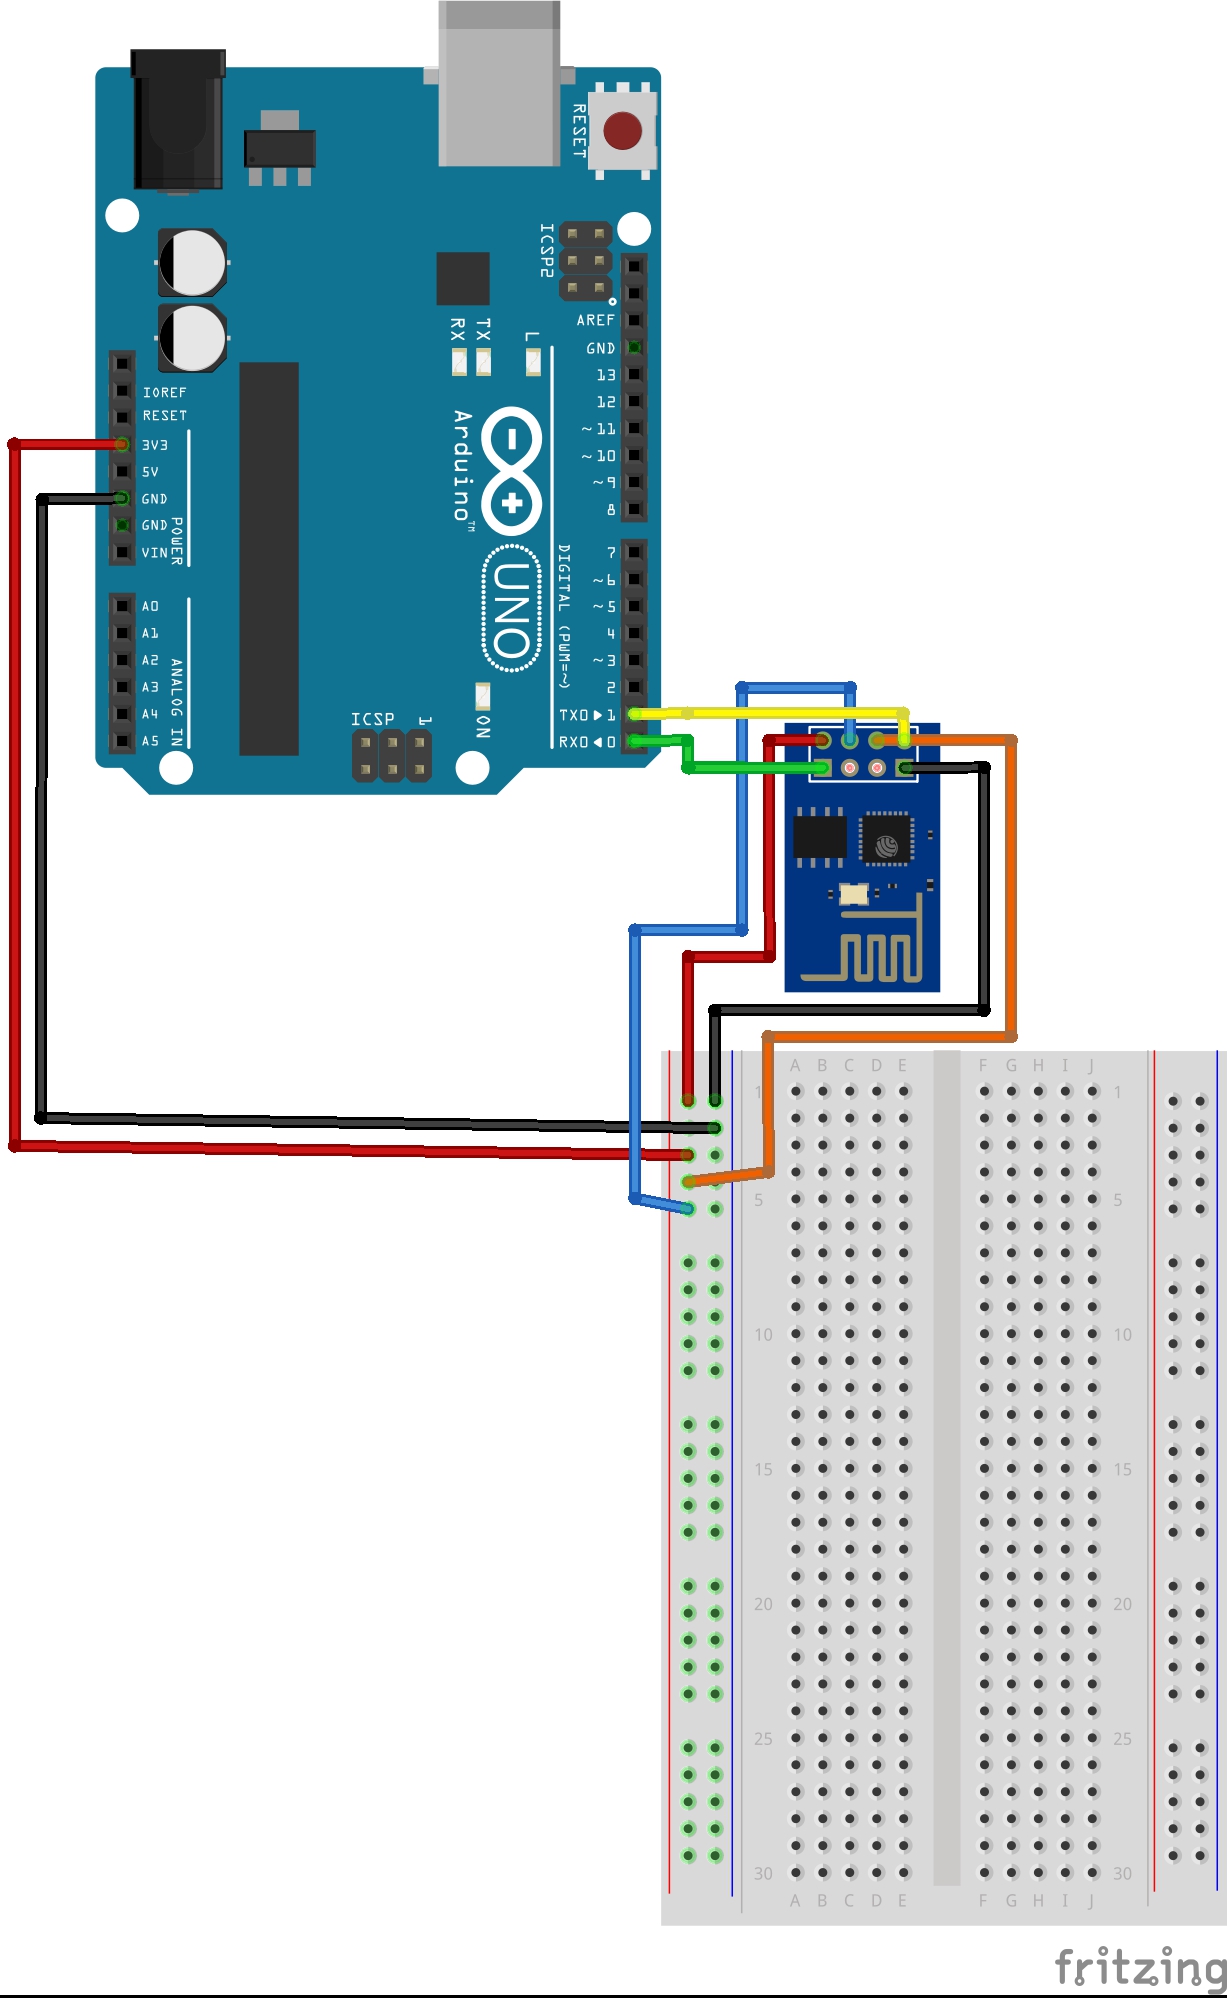 RESET
ICSP2
AREF
GND
13
12
~11
~10
~9
8
7
~6
~5
4
~3
2
TX0▶1
RX0◀0
RX
TX
L
Arduino™
UNO
DIGITAL (PWM=~)
ON
ICSP
1
IOREF
RESET
3V3
5V
GND
GND
VIN
POWER
A0
A1
A2
A3
A4
A5
ANALOG IN
A B C D E F G H I J
1 1
5 5
10 10
15 15
20 20
25 25
30 30
A B C D E F G H I J
fritzing